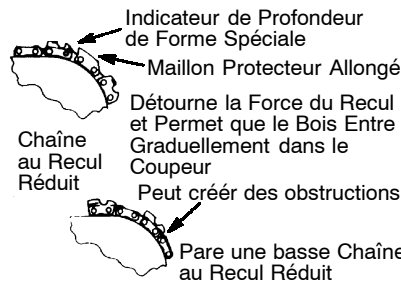 Indicateur de Profondeur
de Forme Spéciale
Maillon Protecteur Allongé
Détourne la Force du Recul
et Permet que le Bois Entre
Graduellement dans le
Coupeur
Chaîne
au Recul
Réduit
Peut créér des obstructions
Pare une basse Chaîne
au Recul Réduit